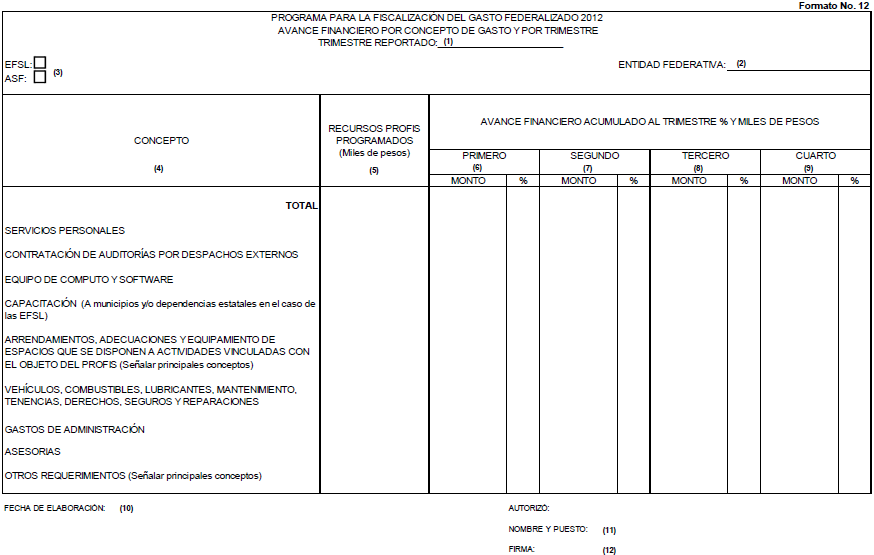 Formato No. 12
PROGRAMA PARA LA FISCALIZACIÓN DEL GASTO FEDERALIZADO 2012
AVANCE FINANCIERO POR CONCEPTO DE GASTO Y POR TRIMESTRE
TRIMESTRE REPORTADO: (1)
EFSL:
ASF:
(3)
ENTIDAD FEDERATIVA: (2)
CONCEPTO
(4)
RECURSOS PROFIS
PROGRAMADOS
(Miles de pesos)
(5)
AVANCE FINANCIERO ACUMULADO AL TRIMESTRE % Y MILES DE PESOS
PRIMERO SEGUNDO TERCERO CUARTO
(6) (7) (8) (9)
MONTO % MONTO % MONTO % MONTO %
TOTAL
SERVICIOS PERSONALES
CONTRATACIÓN DE AUDITORÍAS POR DESPACHOS EXTERNOS
EQUIPO DE COMPUTO Y SOFTWARE
CAPACITACIÓN (A municipios y/o dependencias estatales en el caso de
las EFSL)
ARRENDAMENTOS, ADECUACIONES Y EQUIPAMIENTO DE
ESPACIOS QUE SE DISPONEN A ACTIVIDADES VINCULADAS CON
EL OBJETO DEL PROFIS (Señalar principales conceptos)
VEHÍCULOS, COMBUSTIBLES, LUBRICANTES, MANTENIMIENTO,
TENENCIAS, DERECHOS, SEGUROS Y REPARACIONES
GASTOS DE ADMINISTRACIÓN
ASESORIAS
OTROS REQUERIMIENTOS (Señalar principales conceptos)
FECHA DE ELABORACIÓN: (10)
AUTORIZÓ:
NOMBRE Y PUESTO: (11)
FIRMA: (12)